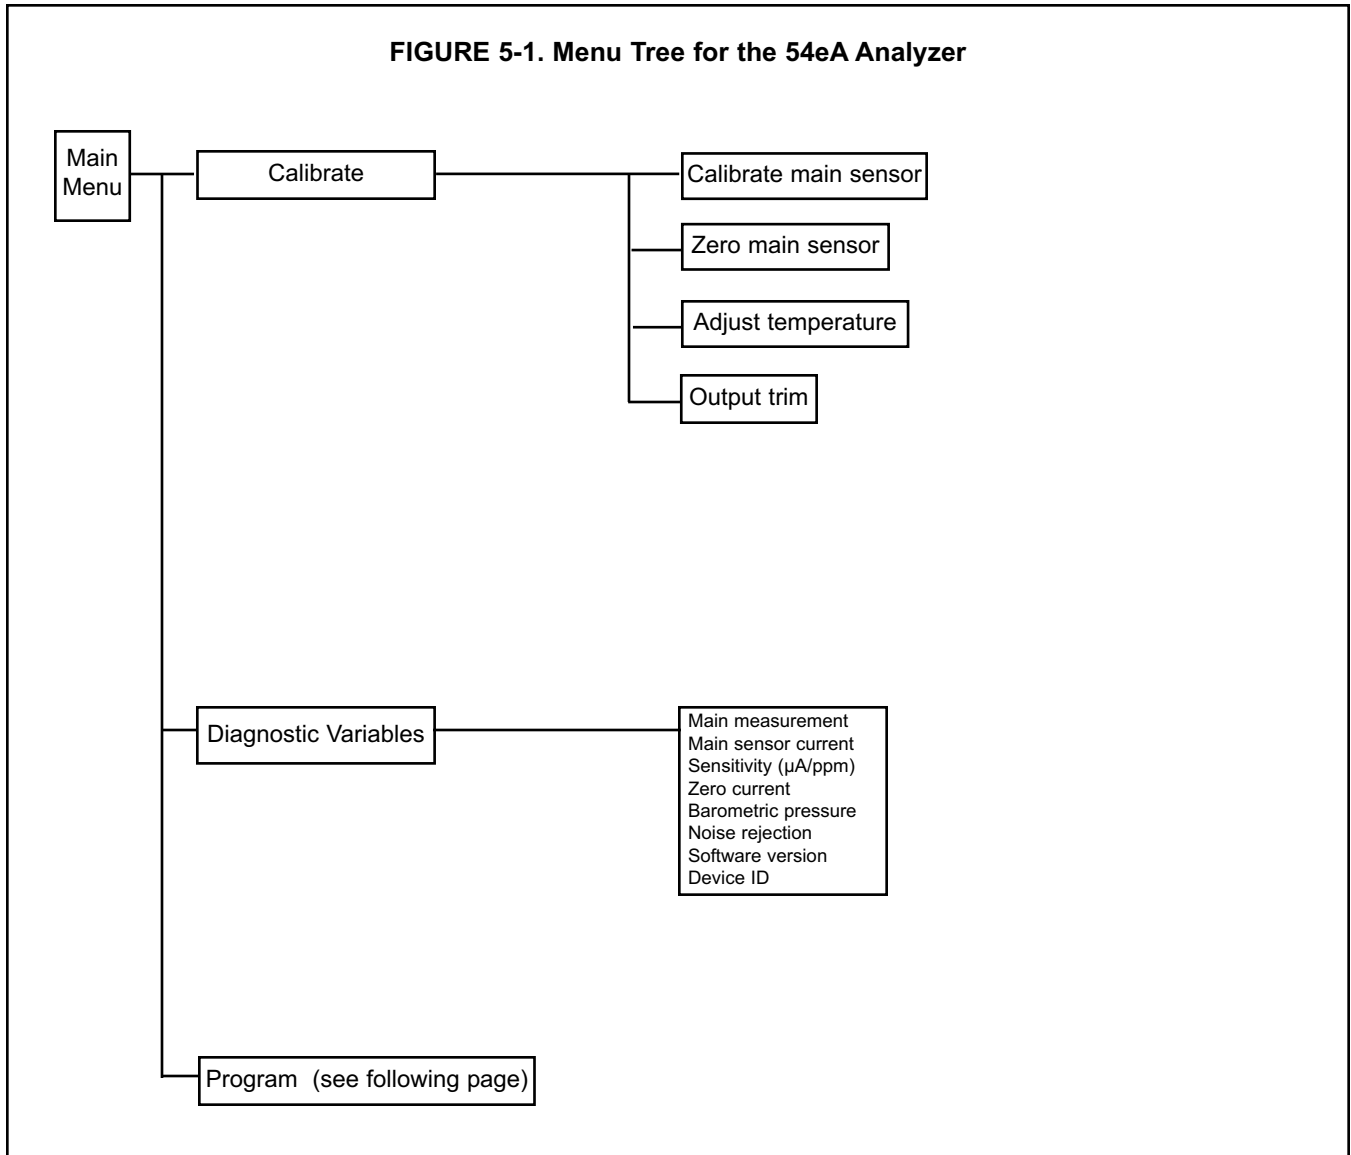 FIGURE 5-1. Menu Tree for the 54eA Analyzer
Main
Menu
Calibrate
Calibrate main sensor
Zero main sensor
Adjust temperature
Output trim
Diagnostic Variables
Main measurement
Main sensor current
Sensitivity (µA/ppm)
Zero current
Barometric pressure
Noise rejection
Software version
Device ID
Program (see following page)